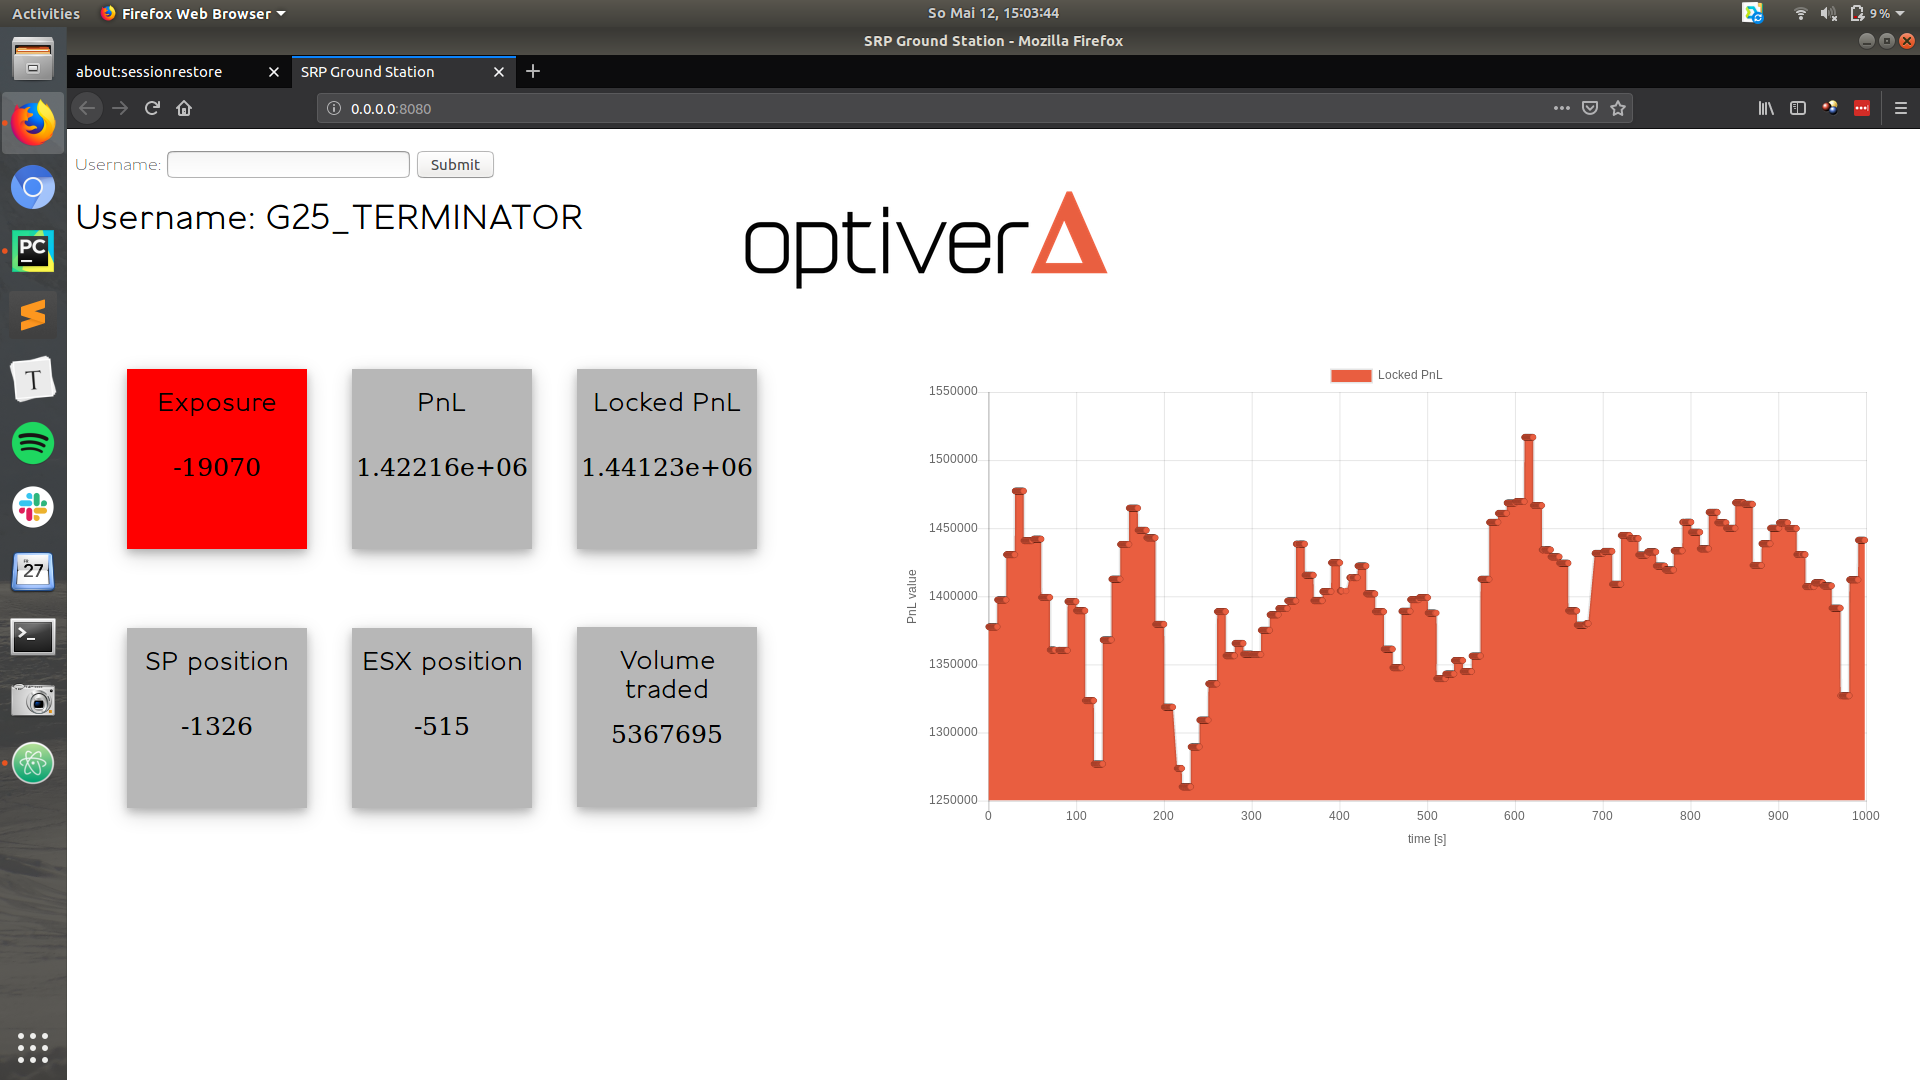 Activities Firefox Web Browser So Mai 12, 15:03:44 9 %
SRP Ground Station - Mozilla Firefox
about:sessionrestore SRP Ground Station
0.0.0.0:8080
Username: Submit
Username: G25_TERMINATOR
optiver
Exposure
-19070
PnL
1.42216e+06
Locked PnL
1.44123e+06
SP position
-1326
ESX position
-515
Volume
traded
5367695
Locked PnL
1550000
1500000
1450000
1400000
1350000
1300000
1250000
PnL value
0 100 200 300 400 500 600 700 800 900 1000
time [s]
PC
T
27
>_